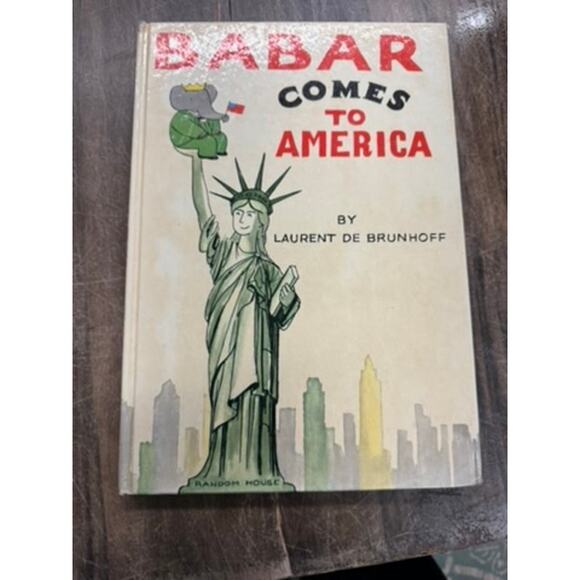 BABAR
COMES
TO
AMERICA
BY
LAURENT DE BRUNHOFF
RANDOM HOUSE